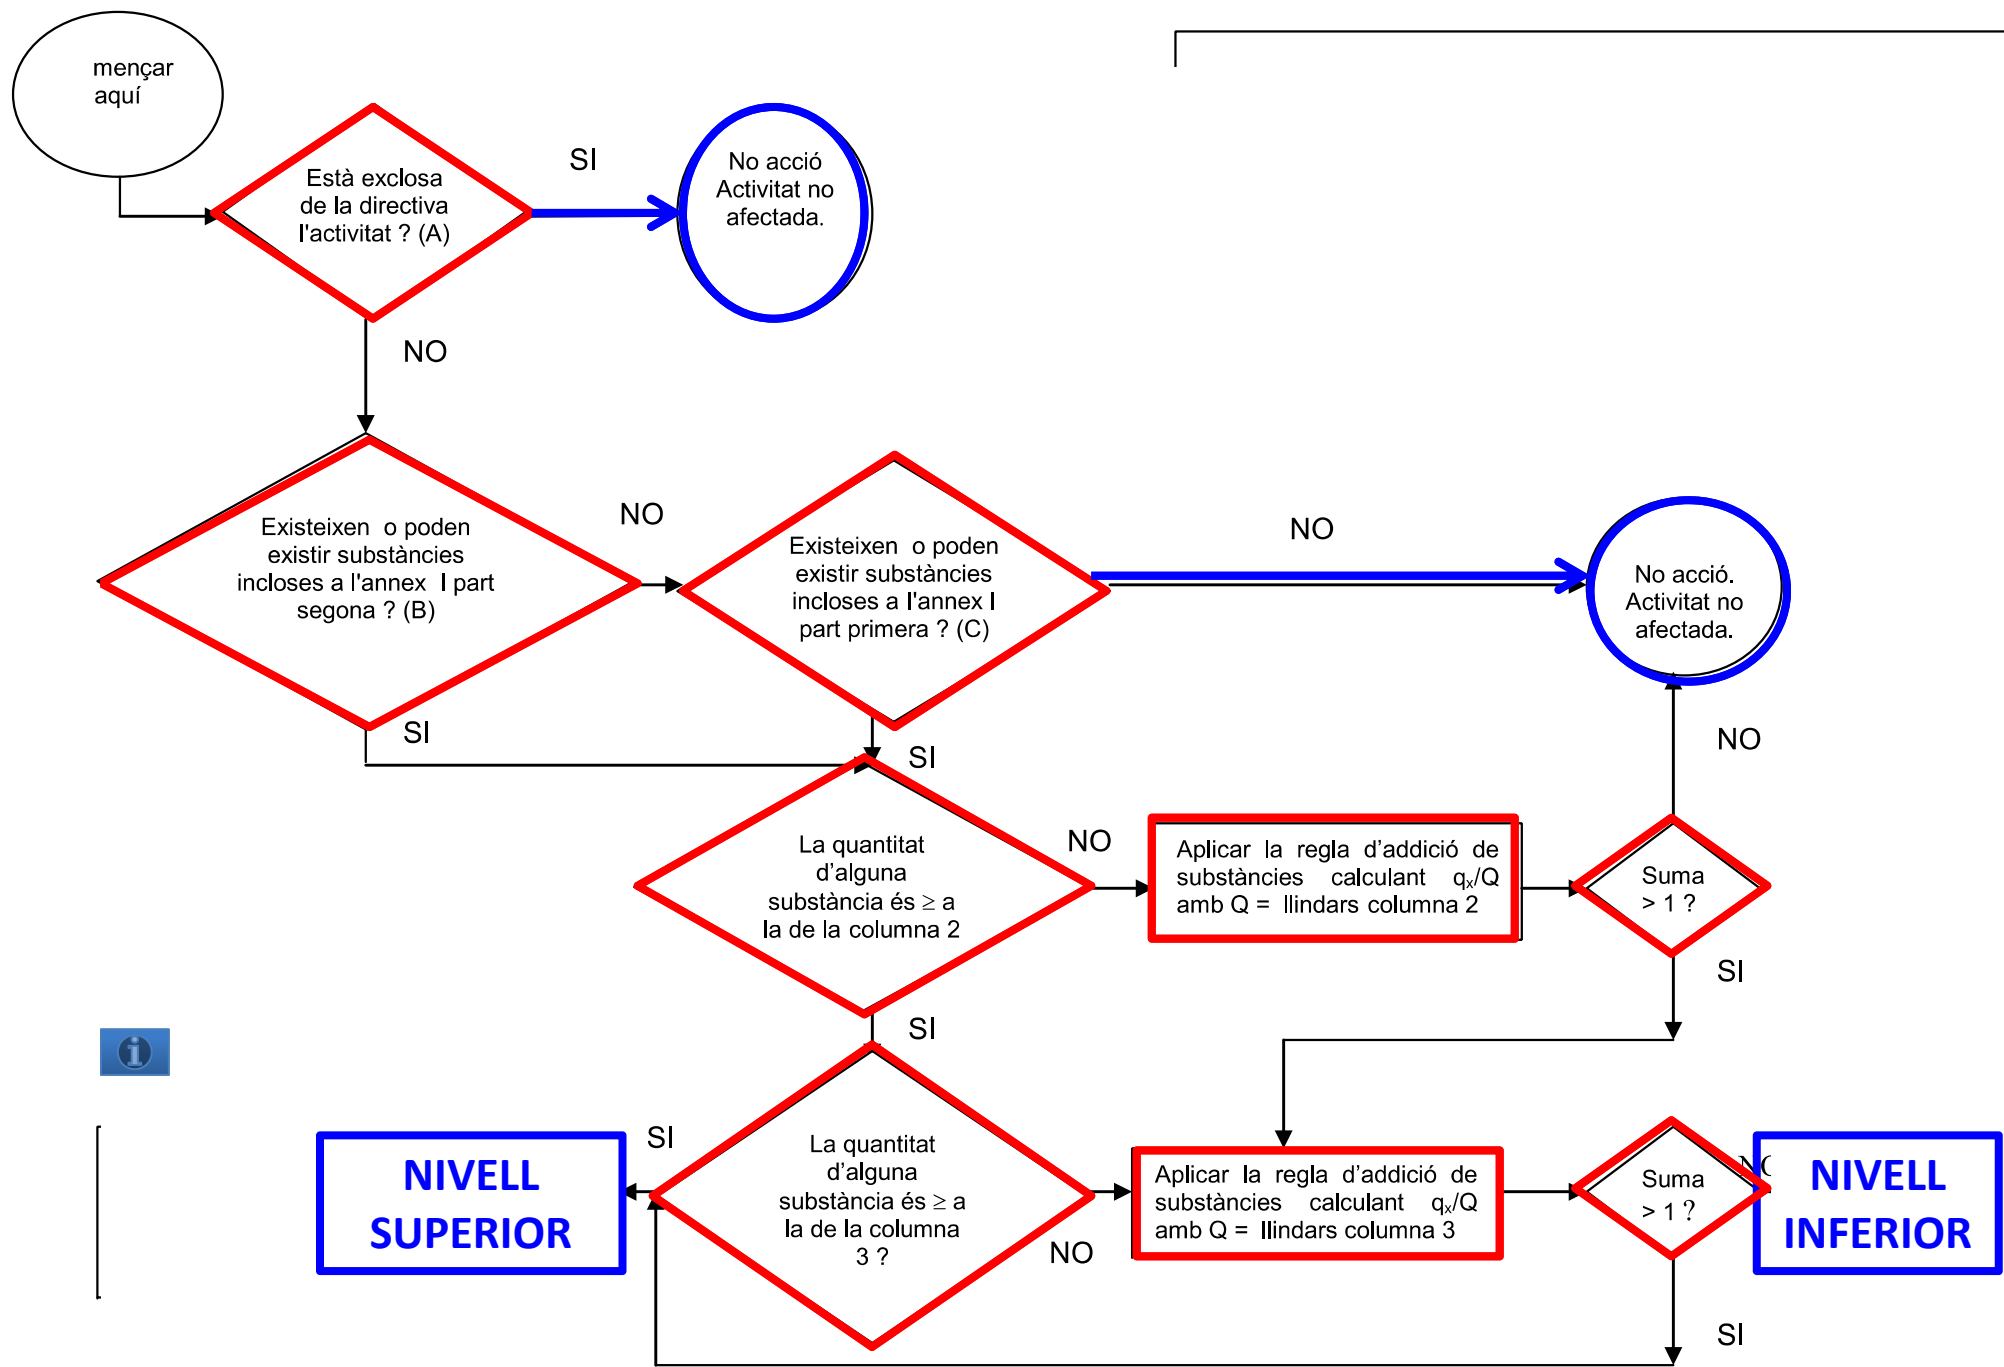 mençar
aquí
Està exclosa
de la directiva
l'activitat ? (A)
SI
No acció
Activitat no
afectada.
NO
Existeixen o poden
existir substàncies
incloses a l'annex I part
segona ? (B)
NO
Existeixen o poden
existir substàncies
incloses a l'annex I
part primera ? (C)
NO
No acció.
Activitat no
afectada.
SI
SI
NO
La quantitat
d’alguna
substància és ≥ a
la de la columna 2
NO
Aplicar la regla d’addició de
substàncies calculant qₓ/Q
amb Q = llindars columna 2
Suma
> 1 ?
SI
SI
NIVELL
SUPERIOR
SI
La quantitat
d’alguna
substància és ≥ a
la de la columna
3 ?
NO
Aplicar la regla d’addició de
substàncies calculant qₓ/Q
amb Q = llindars columna 3
Suma
> 1 ?
NIVELL
INFERIOR
SI